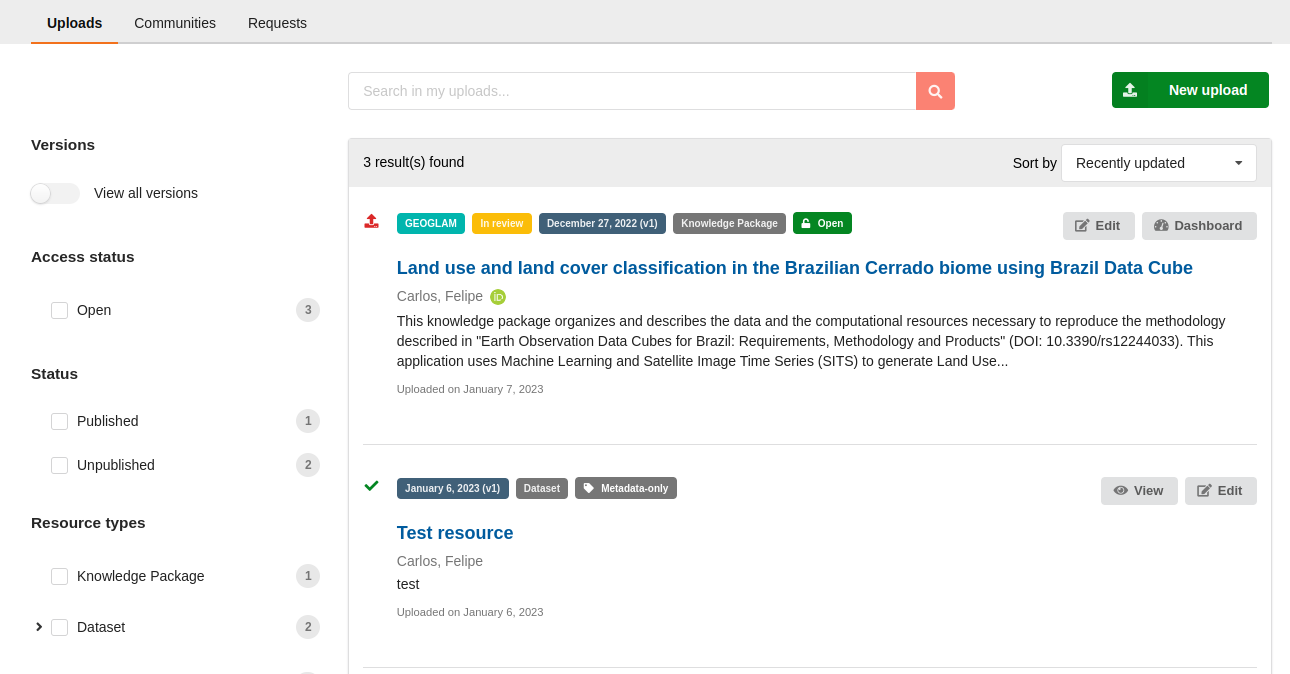 Uploads Communities Requests
Search in my uploads...
New upload
Versions
View all versions
Access status
Open 3
Status
Published 1
Unpublished 2
Resource types
Knowledge Package 1
Dataset 2
3 result(s) found
Sort by Recently updated
GEOGLAM In review December 27, 2022 (v1) Knowledge Package Open Edit Dashboard
Land use and land cover classification in the Brazilian Cerrado biome using Brazil Data Cube
Carlos, Felipe iD
This knowledge package organizes and describes the data and the computational resources necessary to reproduce the methodology
described in "Earth Observation Data Cubes for Brazil: Requirements, Methodology and Products" (DOI: 10.3390/rs12244033). This
application uses Machine Learning and Satellite Image Time Series (SITS) to generate Land Use...
Uploaded on January 7, 2023
January 6, 2023 (v1) Dataset Metadata-only View Edit
Test resource
Carlos, Felipe
test
Uploaded on January 6, 2023